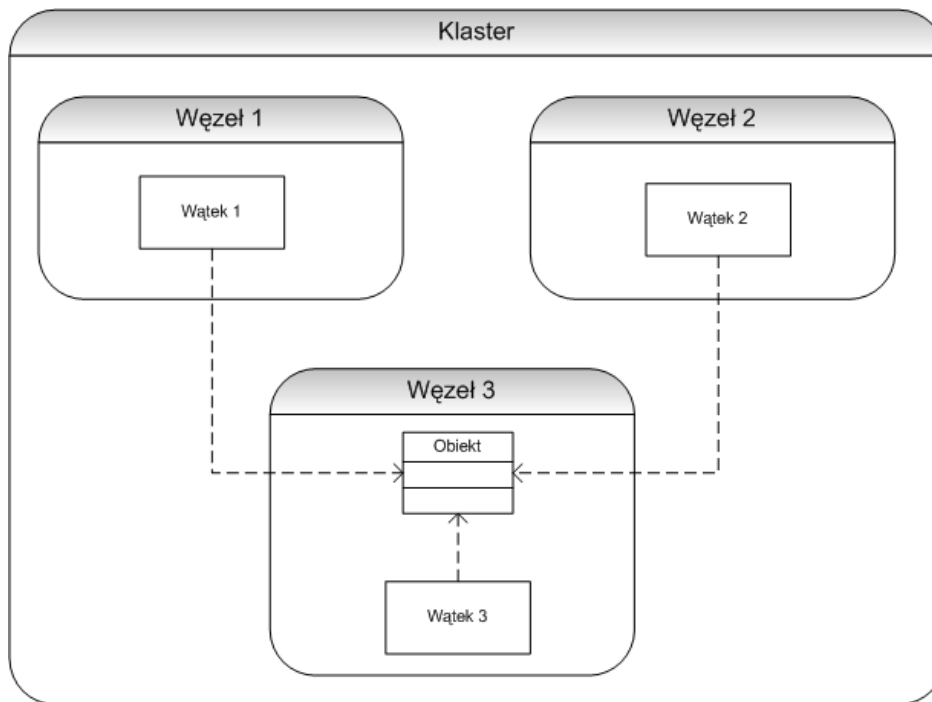 Klaster
Węzeł 1
Węzeł 2
Wątek 1
Wątek 2
Węzeł 3
Obiekt
Wątek 3